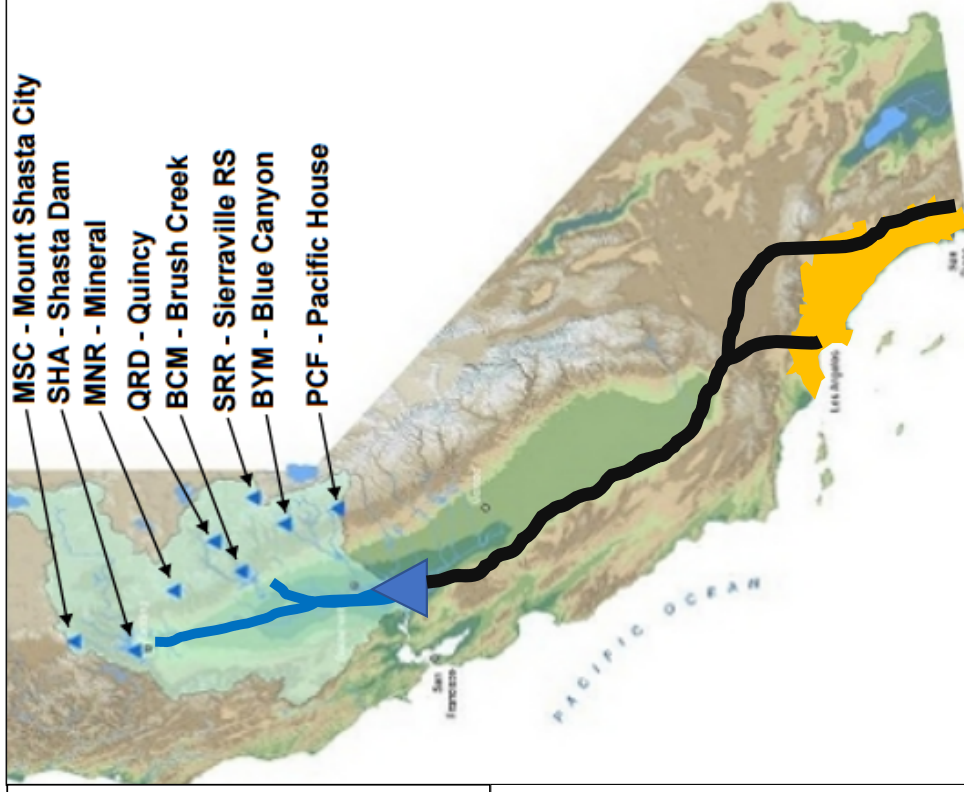 MSC - Mount Shasta City
SHA - Shasta Dam
MNR - Mineral
QRD - Quincy
BCM - Brush Creek
SRR - Sierraville RS
BYM - Blue Canyon
PCF - Pacific House
San
Francisco
PACIFIC OCEAN
Los Angeles
San